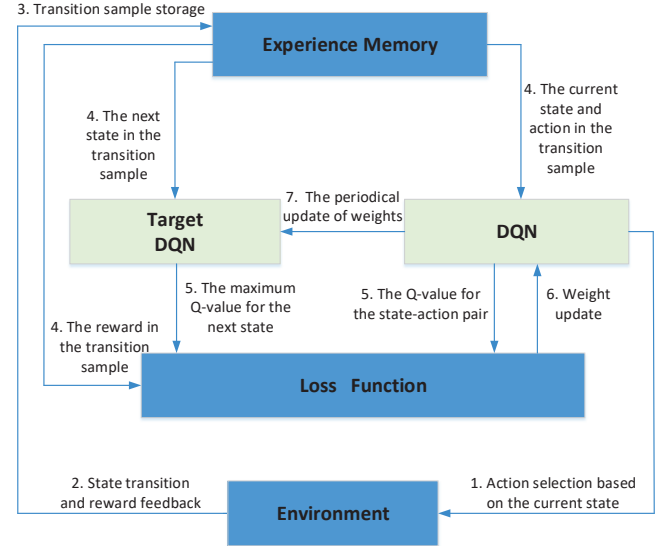 3. Transition sample storage
Experience Memory
4. The next
state in the
transition
sample
4. The current
state and
action in the
transition
sample
7. The periodical
update of weights
Target
DQN
DQN
5. The maximum
Q-value for the
next state
5. The Q-value for
the state-action pair
6. Weight
update
4. The reward in
the transition
sample
Loss Function
2. State transition
and reward feedback
1. Action selection based
on the current state
Environment